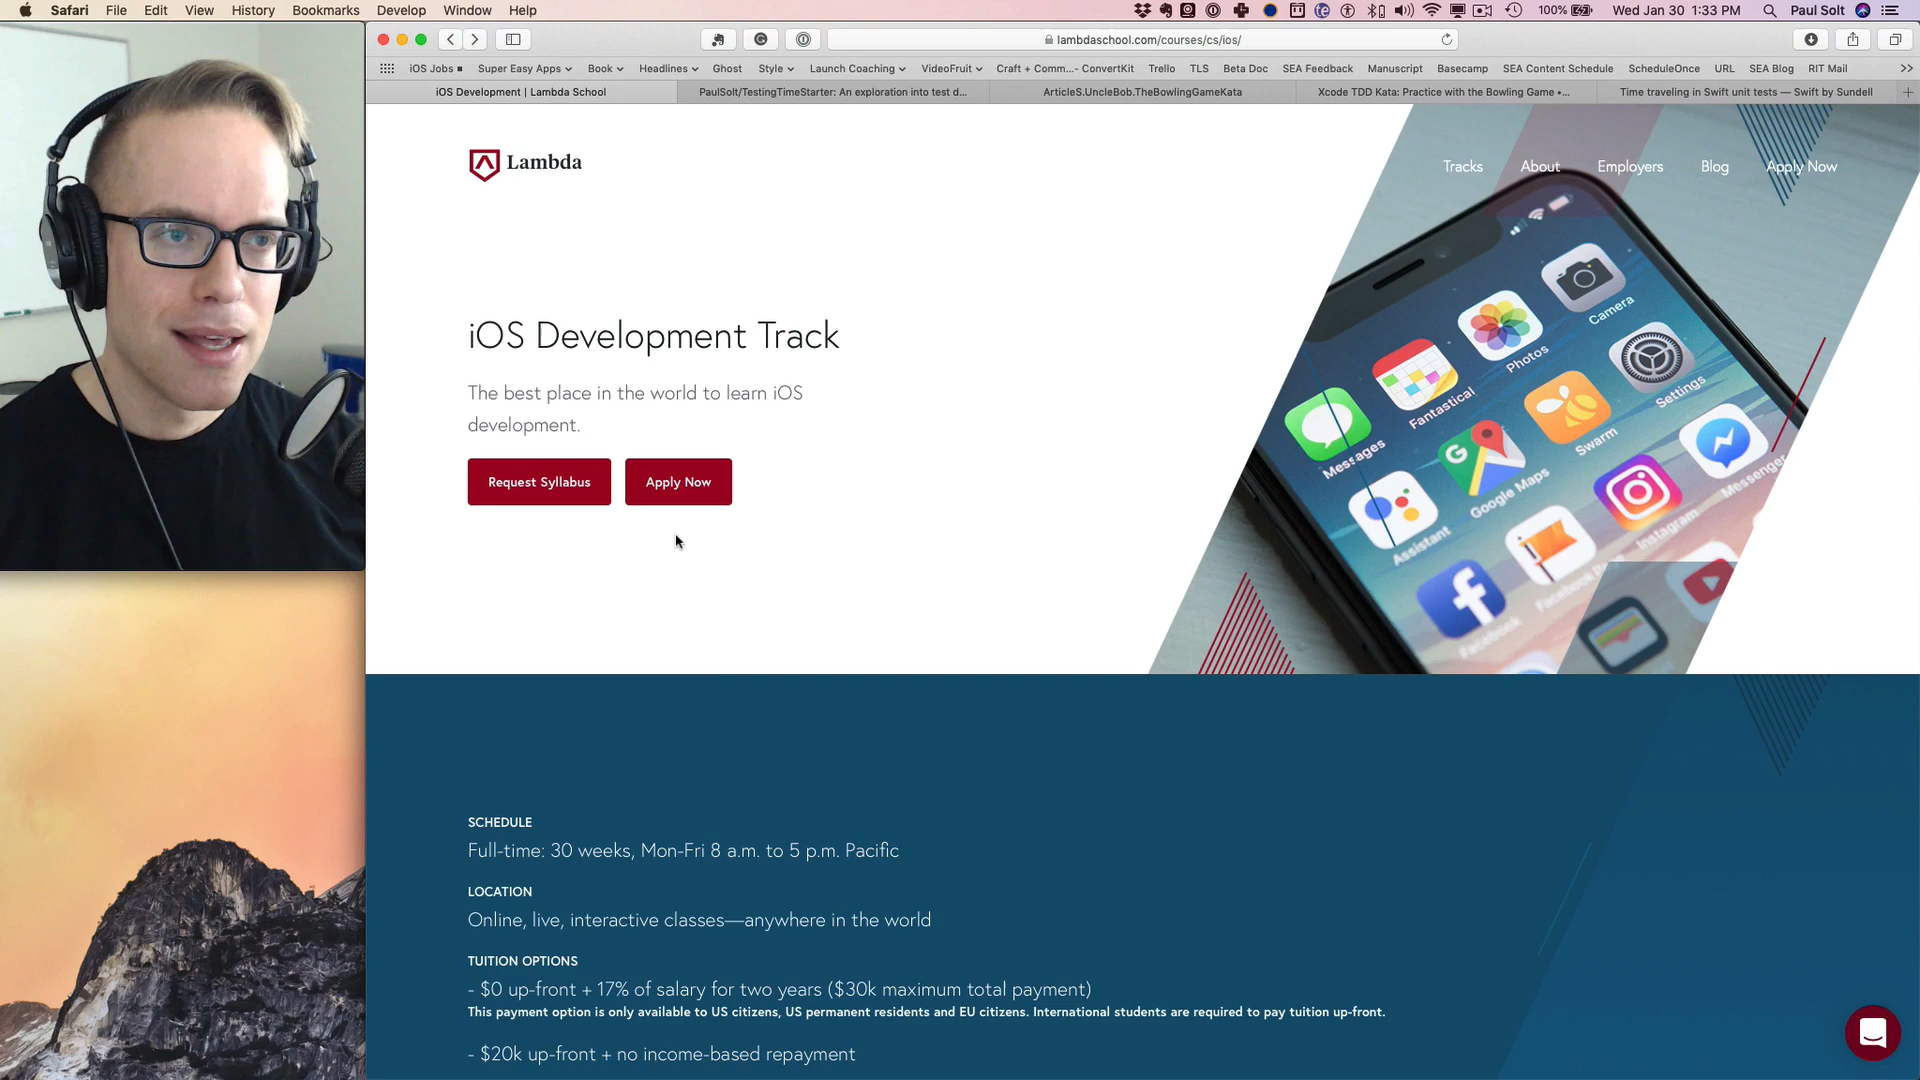 Safari File Edit View History Bookmarks Develop Window Help 100% Wed Jan 30 1:33 PM Paul Solt
lambdaschool.com/courses/cs/ios/
iOS Jobs Super Easy Apps Book Headlines Ghost Style Launch Coaching VideoFruit Craft + Comm...- ConvertKit Trello TLS Beta Doc SEA Feedback Manuscript Basecamp SEA Content Schedule ScheduleOnce URL SEA Blog RIT Mail
iOS Development | Lambda School PaulSolt/TestingTimeStarter: An exploration into test d... ArticleS.UncleBob.TheBowlingGameKata Xcode TDD Kata: Practice with the Bowling Game •... Time traveling in Swift unit tests — Swift by Sundell
Lambda
Tracks About Employers Blog Apply Now
iOS Development Track
The best place in the world to learn iOS
development.
Request Syllabus Apply Now
Camera
Photos
Settings
Fantastical
Messages
Swarm
Google Maps
Messenger
Assistant
Instagram
Facebook
SCHEDULE
Full-time: 30 weeks, Mon-Fri 8 a.m. to 5 p.m. Pacific
LOCATION
Online, live, interactive classes—anywhere in the world
TUITION OPTIONS
- $0 up-front + 17% of salary for two years ($30k maximum total payment)
This payment option is only available to US citizens, US permanent residents and EU citizens. International students are required to pay tuition up-front.
- $20k up-front + no income-based repayment